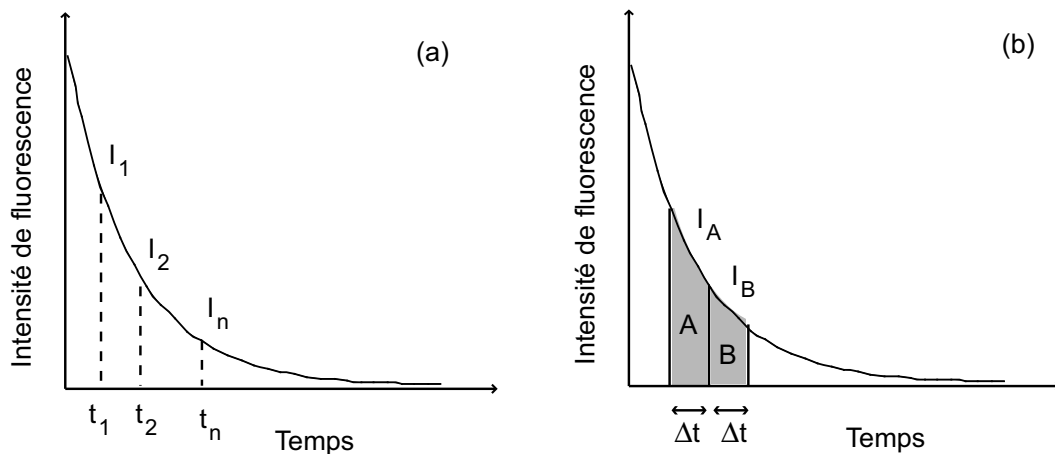 (a)
Intensité de fluorescence
I1
I2
In
t1 t2 tn
Temps
(b)
Intensité de fluorescence
IA
IB
A
B
Δt Δt
Temps